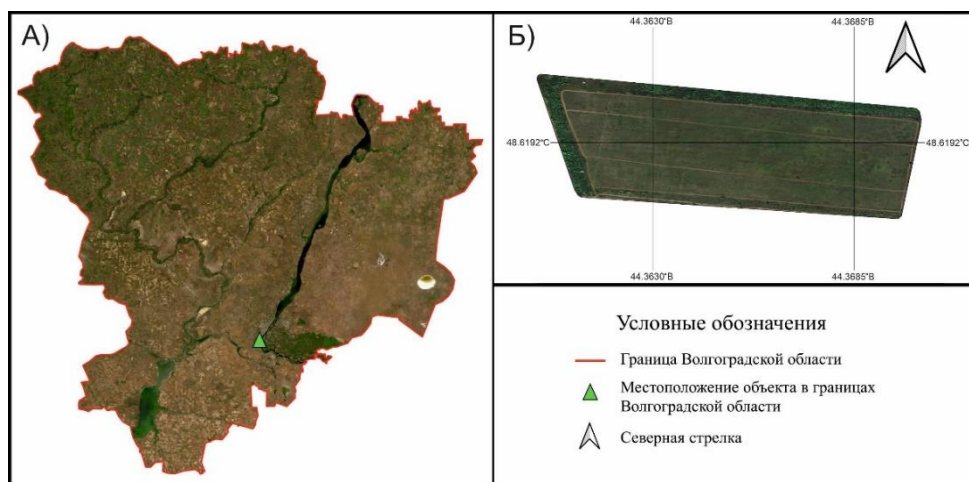 А)
Б)
44.3630°В
44.3685°В
48.6192°С
48.6192°С
44.3630°В
44.3685°В
Условные обозначения
Граница Волгоградской области
Местоположение объекта в границах
Волгоградской области
Северная стрелка